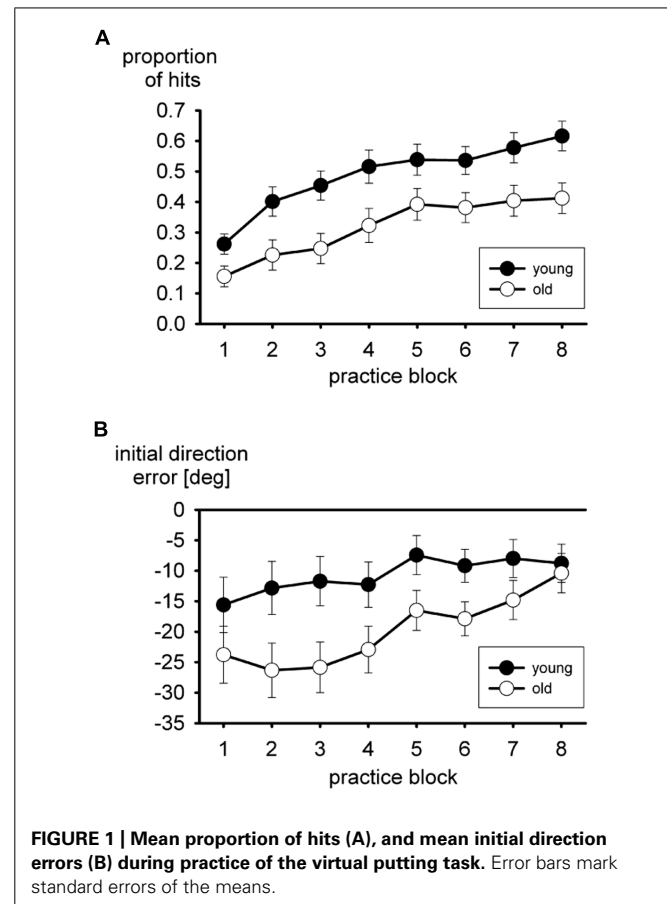 A
proportion
of hits
0.7
0.6
0.5
0.4
0.3
0.2
0.1
0.0
young
old
1 2 3 4 5 6 7 8
practice block
B
initial direction
error [deg]
0
-5
-10
-15
-20
-25
-30
-35
young
old
1 2 3 4 5 6 7 8
practice block
FIGURE 1 | Mean proportion of hits (A), and mean initial direction
errors (B) during practice of the virtual putting task. Error bars mark
standard errors of the means.